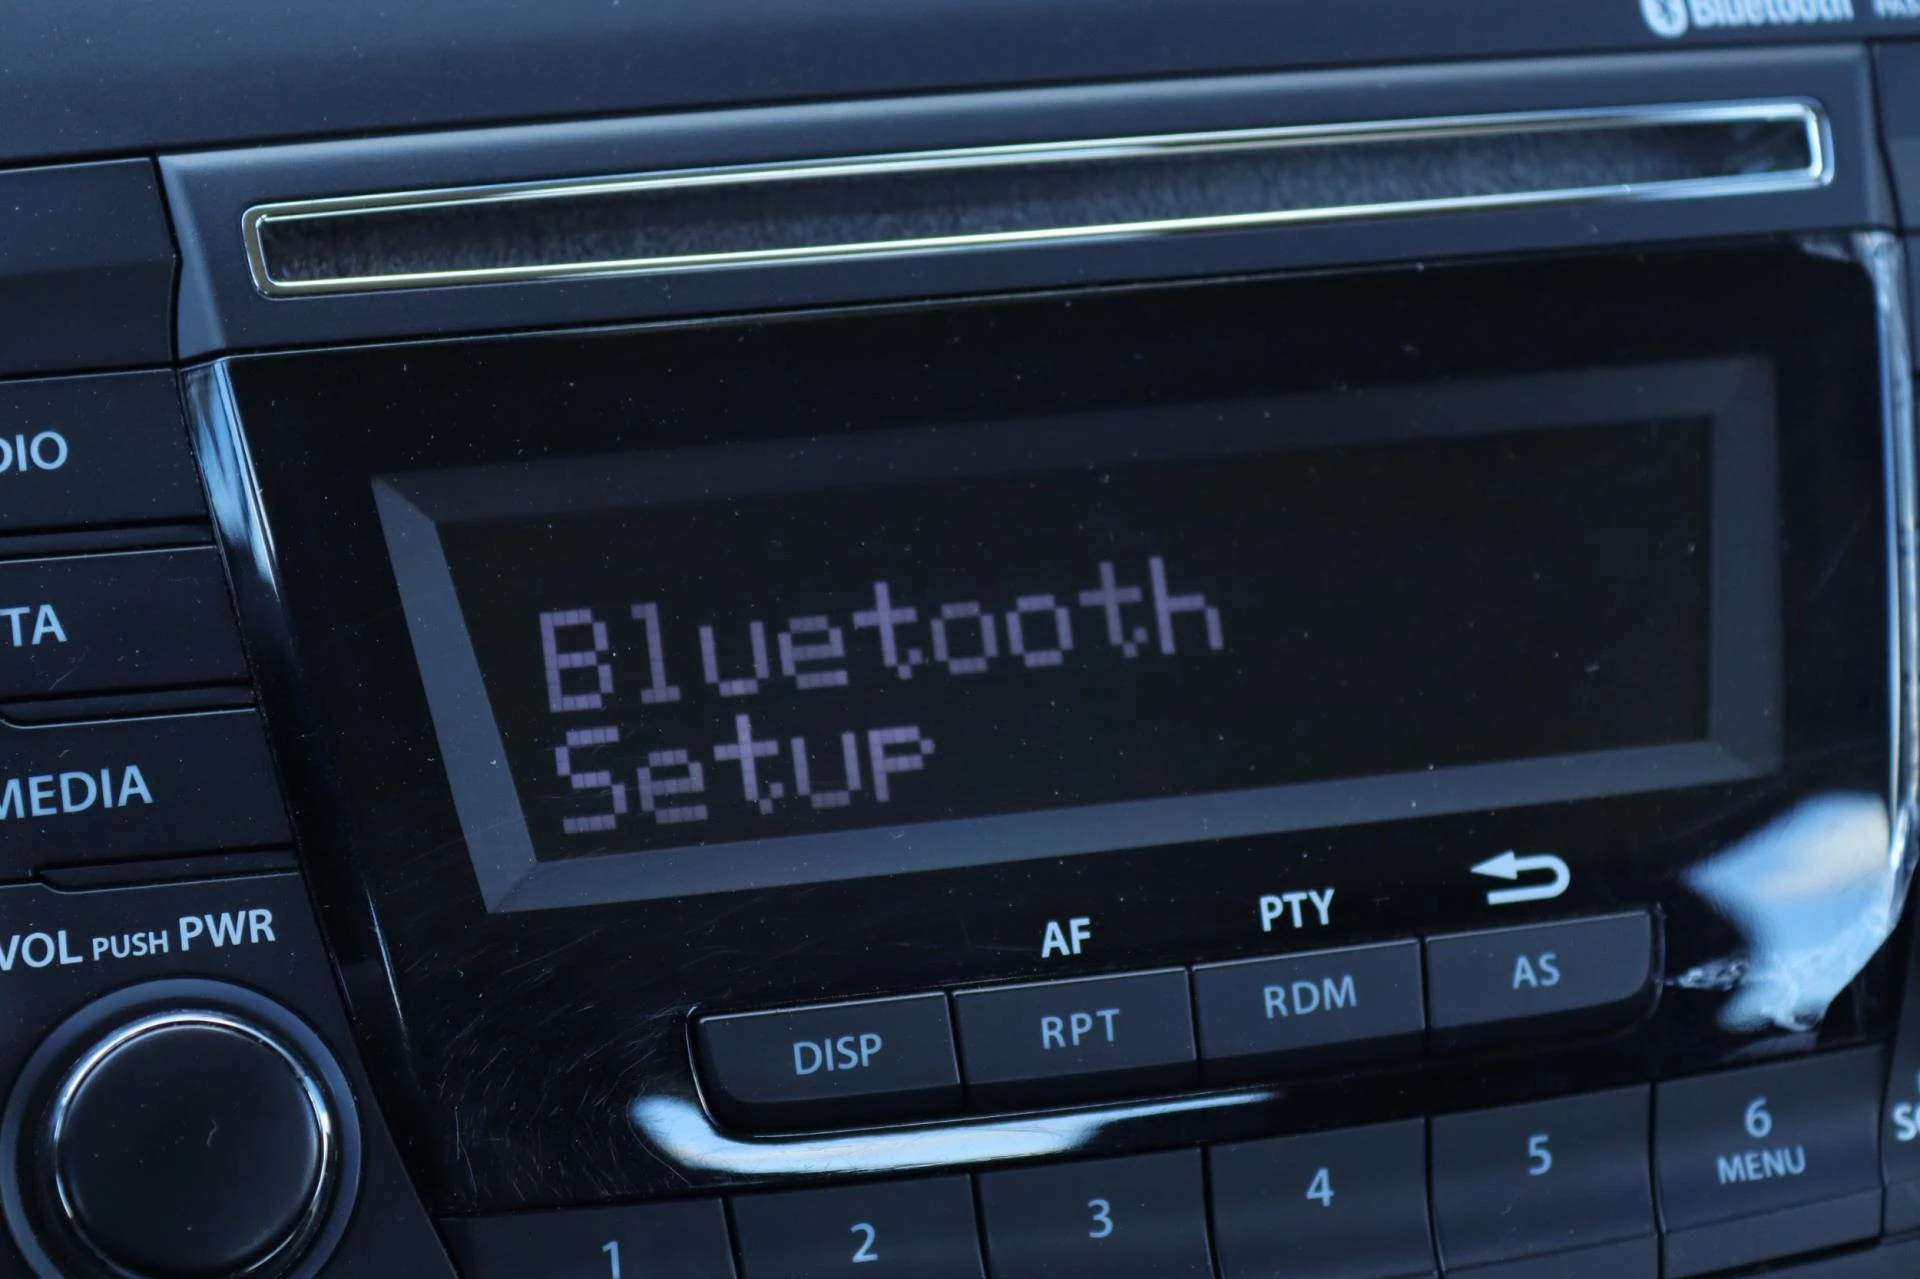 Bluetooth
DIO
TA
MEDIA
VOL PUSH PWR
Bluetooth
Setup
AF PTY
DISP RPT RDM AS
1 2 3 4 5 6
MENU